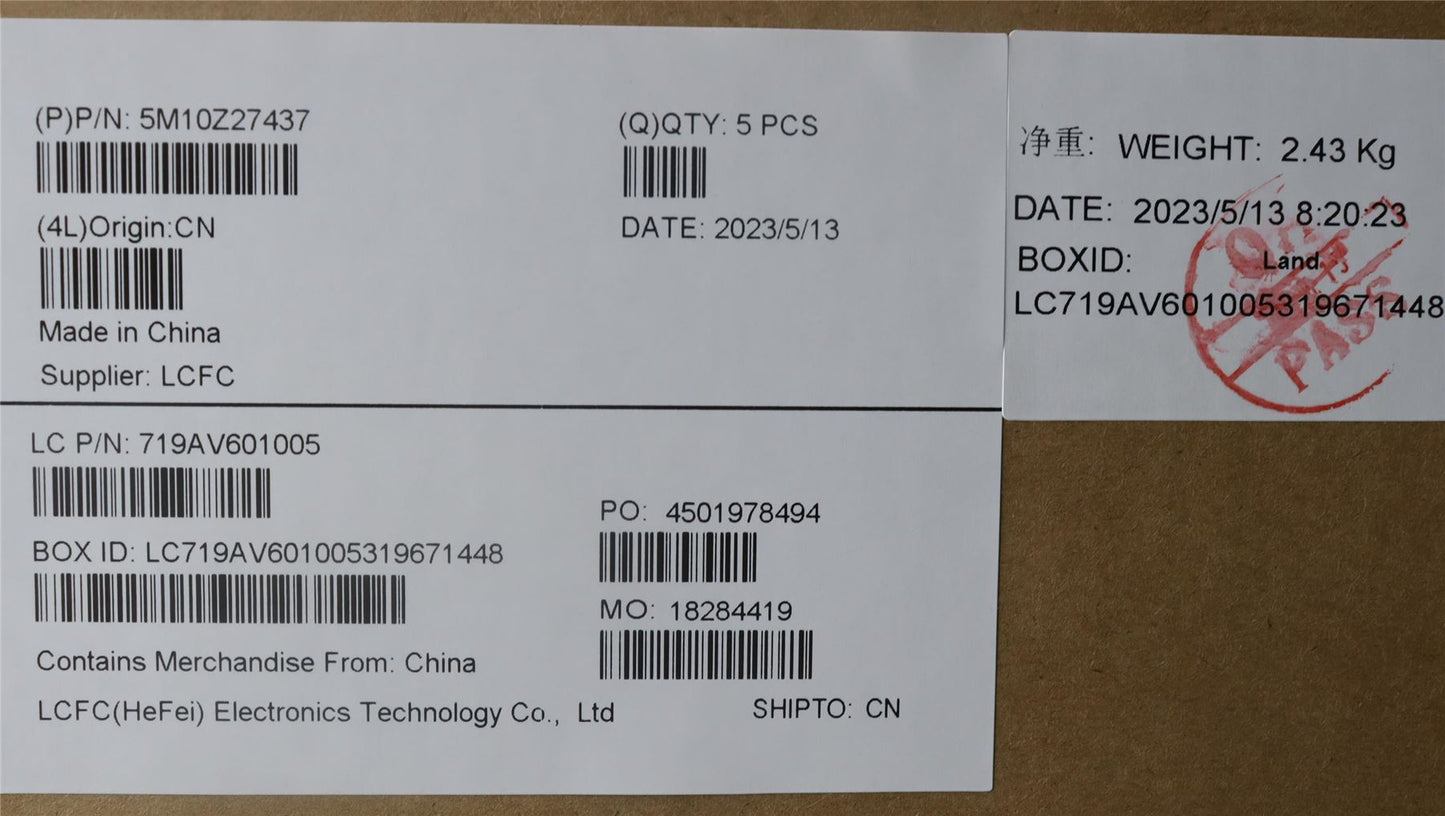 (P)P/N: 5M10Z27437
(Q)QTY: 5 PCS
(4L)Origin:CN
DATE: 2023/5/13
Made in China
Supplier: LCFC
LC P/N: 719AV601005
PO: 4501978494
BOX ID: LC719AV601005319671448
MO: 18284419
Contains Merchandise From: China
LCFC(HeFei) Electronics Technology Co., Ltd
SHIPTO: CN
净重: WEIGHT: 2.43 Kg
DATE: 2023/5/13 8:20:23
BOXID: Land
LC719AV601005319671448
PASS